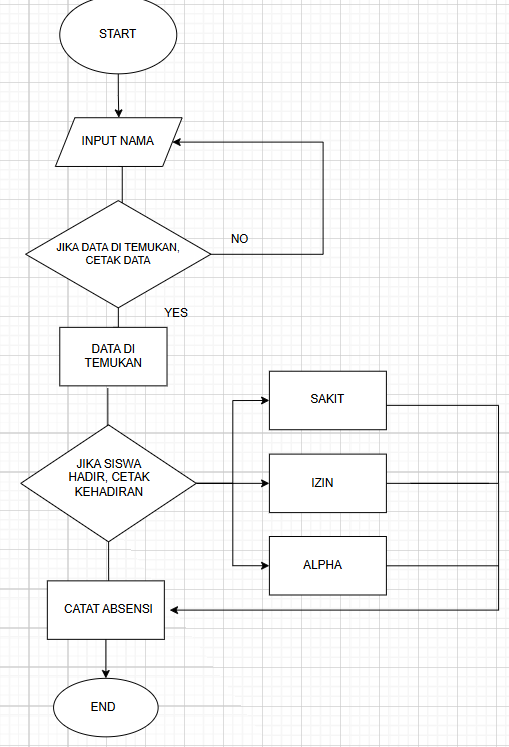 START
INPUT NAMA
JIKA DATA DI TEMUKAN,
CETAK DATA
NO
YES
DATA DI
TEMUKAN
JIKA SISWA
HADIR, CETAK
KEHADIRAN
SAKIT
IZIN
ALPHA
CATAT ABSENSI
END